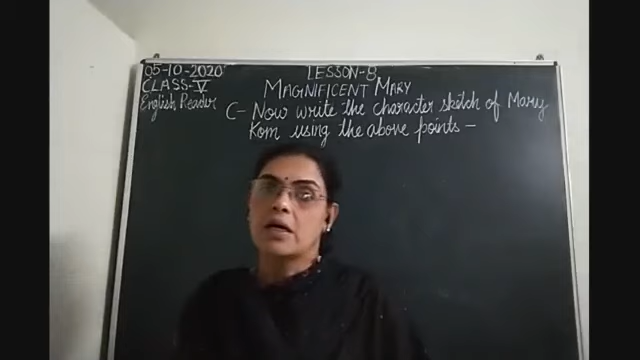 05-10-2020
LESSON-8
CLASS-V
MAGNIFICENT MARY
English Reader
C- Now write the character sketch of Mary
Kom using the above points -